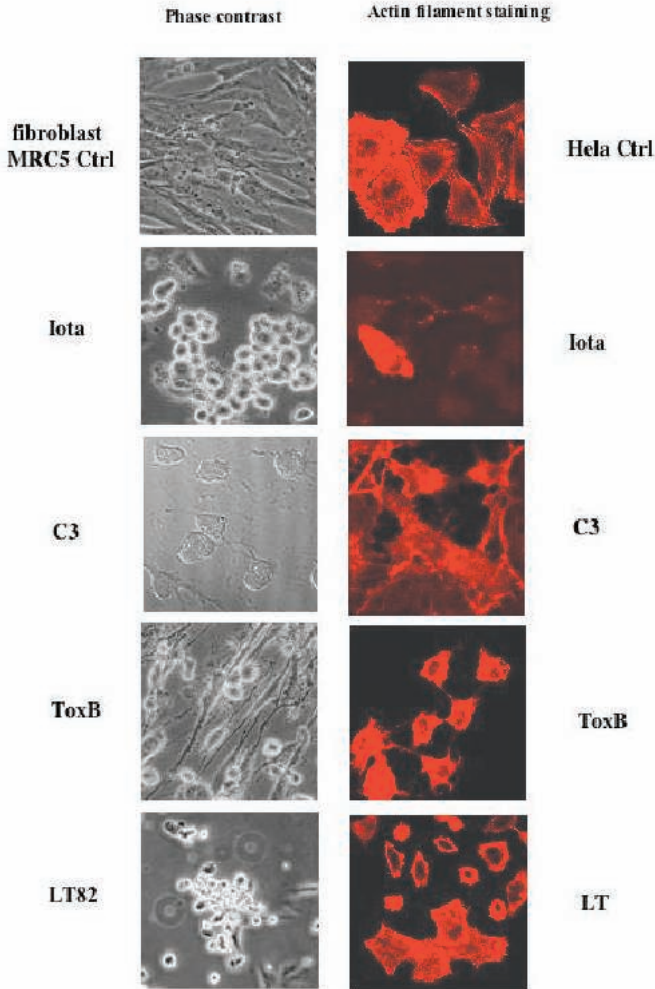 Phase contrast
Actin filament staining
fibroblast
MRC5 Ctrl
Hela Ctrl
Iota
Iota
C3
C3
ToxB
ToxB
LT82
LT